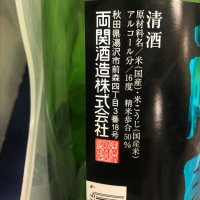 清酒
原材料名／米(国産)米こうじ(国産米)
アルコール分／16度 精米歩合50%
秋田県湯沢市前森四丁目3番18号
両関酒造株式会社